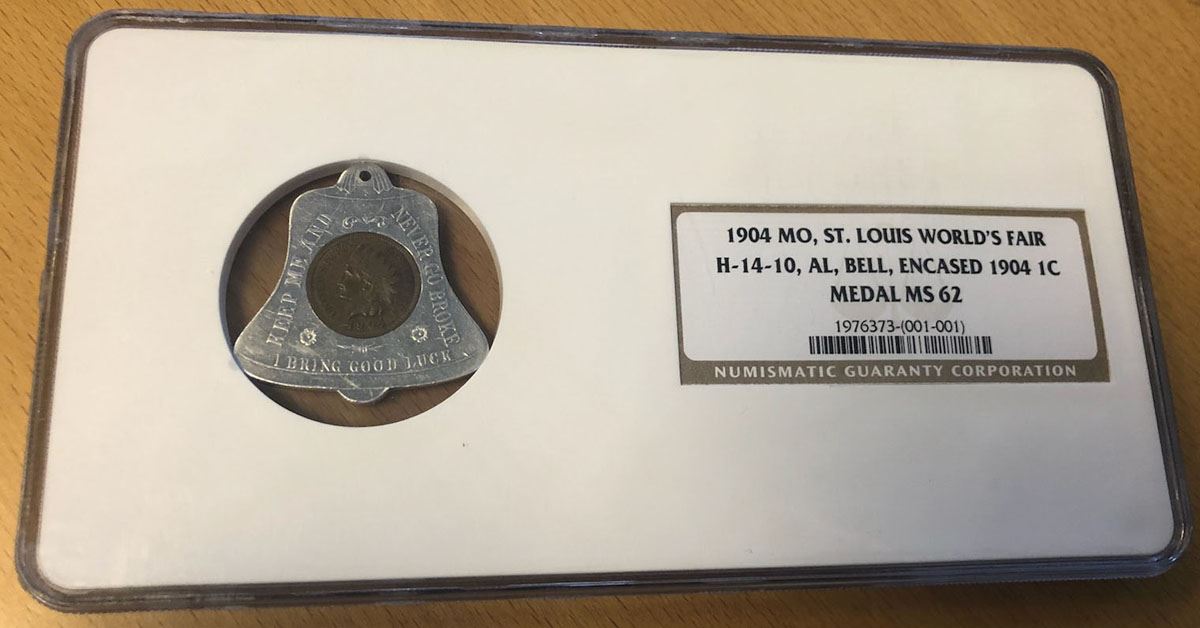 KEEP ME AND NEVER GO BROKE
I BRING GOOD LUCK
1904 MO, ST. LOUIS WORLD'S FAIR
H-14-10, AL, BELL, ENCASED 1904 1C
MEDAL MS 62
1976373-(001-001)
NUMISMATIC GUARANTY CORPORATION